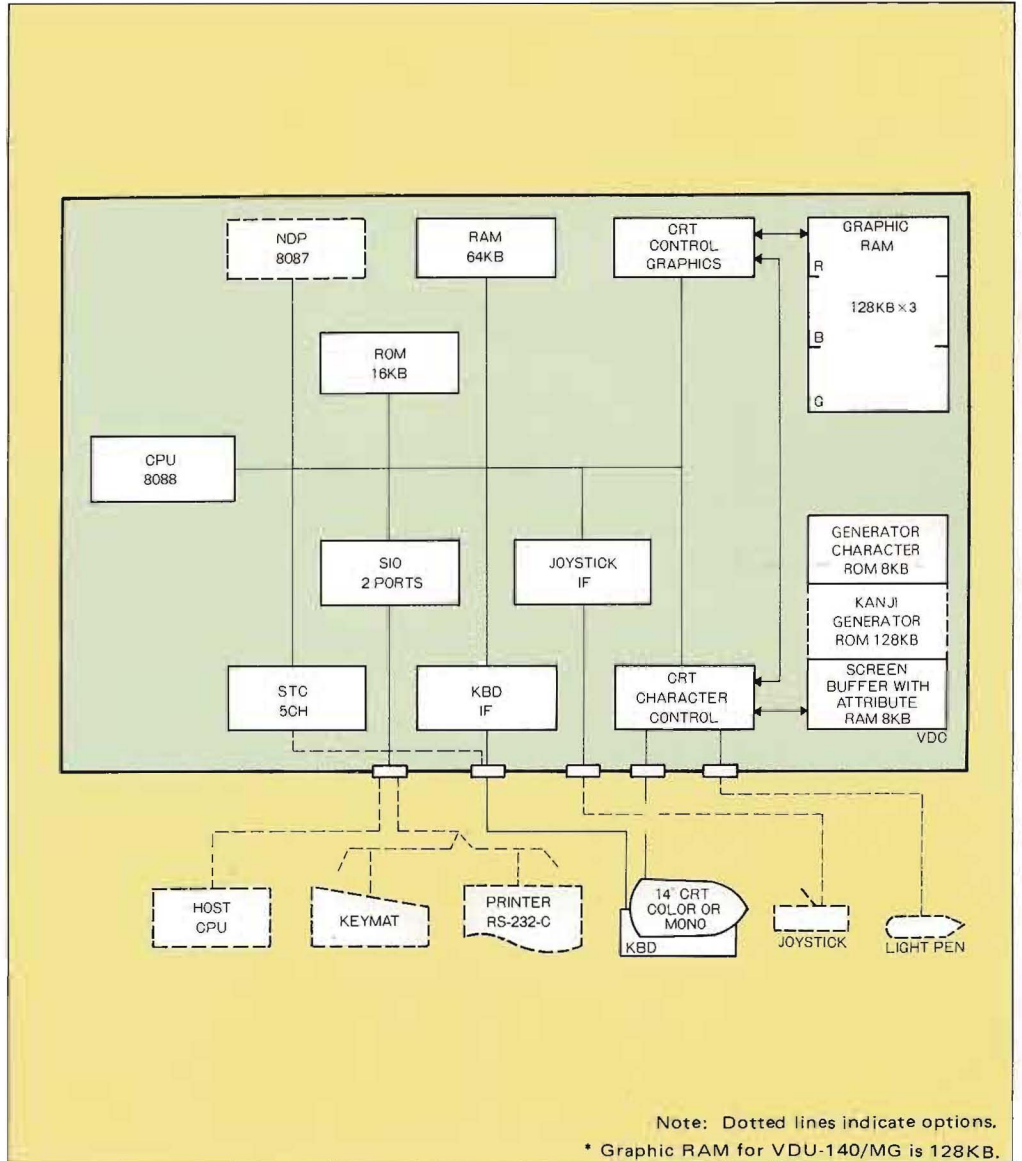 NDP
8087
RAM
64KB
CRT
CONTROL
GRAPHICS
GRAPHIC
RAM
R
128KB×3
B
G
ROM
16KB
CPU
8088
SIO
2 PORTS
JOYSTICK
IF
GENERATOR
CHARACTER
ROM 8KB
KANJI
GENERATOR
ROM 128KB
SCREEN
BUFFER WITH
ATTRIBUTE
RAM 8KB
VDC
STC
5CH
KBD
IF
CRT
CHARACTER
CONTROL
HOST
CPU
KEYMAT
PRINTER
RS-232-C
14" CRT
COLOR OR
MONO
KBD
JOYSTICK
LIGHT PEN
Note: Dotted lines indicate options.
* Graphic RAM for VDU-140/MG is 128KB.